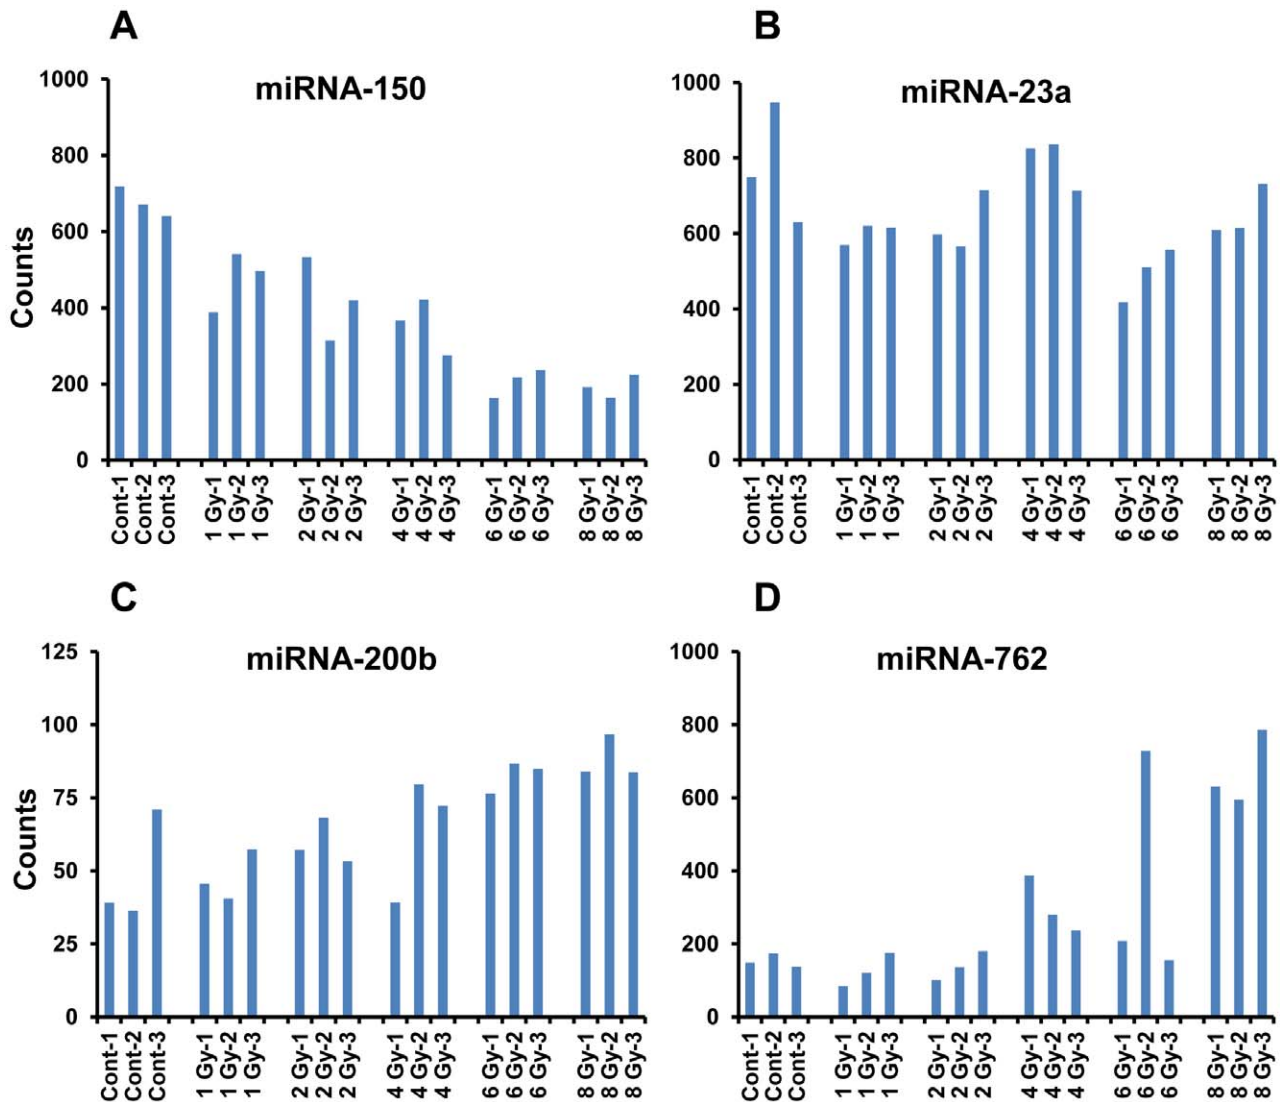 A
miRNA-150
Counts
1000
800
600
400
200
0
Cont-1
Cont-2
Cont-3
1 Gy-1
1 Gy-2
1 Gy-3
2 Gy-1
2 Gy-2
2 Gy-3
4 Gy-1
4 Gy-2
4 Gy-3
6 Gy-1
6 Gy-2
6 Gy-3
8 Gy-1
8 Gy-2
8 Gy-3
B
miRNA-23a
1000
800
600
400
200
0
Cont-1
Cont-2
Cont-3
1 Gy-1
1 Gy-2
1 Gy-3
2 Gy-1
2 Gy-2
2 Gy-3
4 Gy-1
4 Gy-2
4 Gy-3
6 Gy-1
6 Gy-2
6 Gy-3
8 Gy-1
8 Gy-2
8 Gy-3
C
miRNA-200b
Counts
125
100
75
50
25
0
Cont-1
Cont-2
Cont-3
1 Gy-1
1 Gy-2
1 Gy-3
2 Gy-1
2 Gy-2
2 Gy-3
4 Gy-1
4 Gy-2
4 Gy-3
6 Gy-1
6 Gy-2
6 Gy-3
8 Gy-1
8 Gy-2
8 Gy-3
D
miRNA-762
1000
800
600
400
200
0
Cont-1
Cont-2
Cont-3
1 Gy-1
1 Gy-2
1 Gy-3
2 Gy-1
2 Gy-2
2 Gy-3
4 Gy-1
4 Gy-2
4 Gy-3
6 Gy-1
6 Gy-2
6 Gy-3
8 Gy-1
8 Gy-2
8 Gy-3